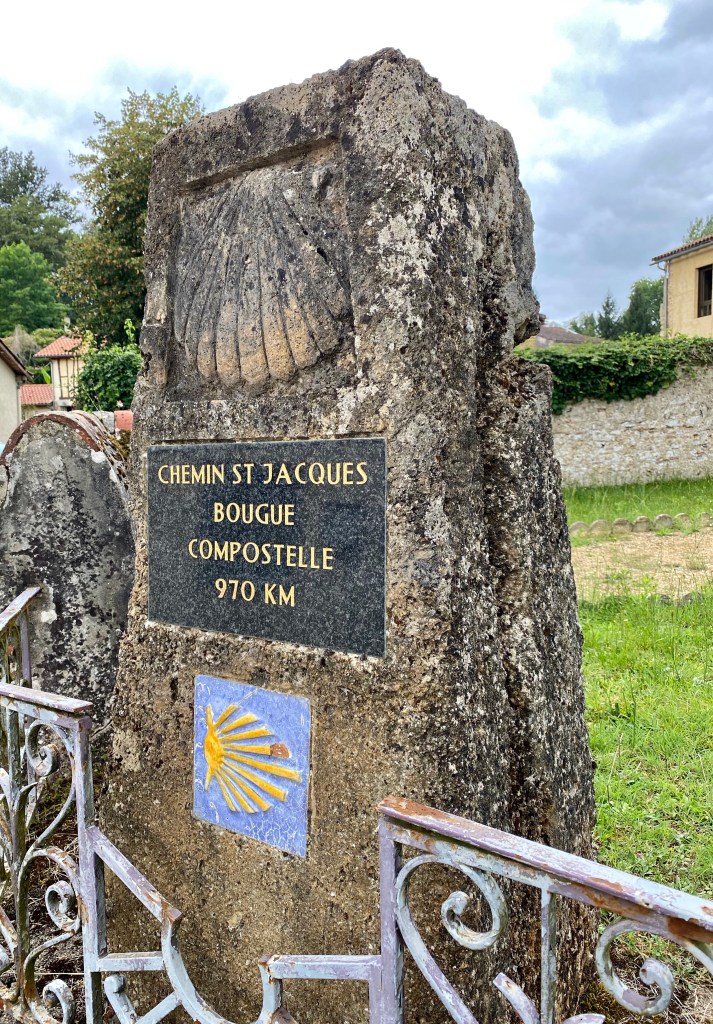 CHEMIN ST JACQUES
BOUGUE
COMPOSTELLE
970 KM